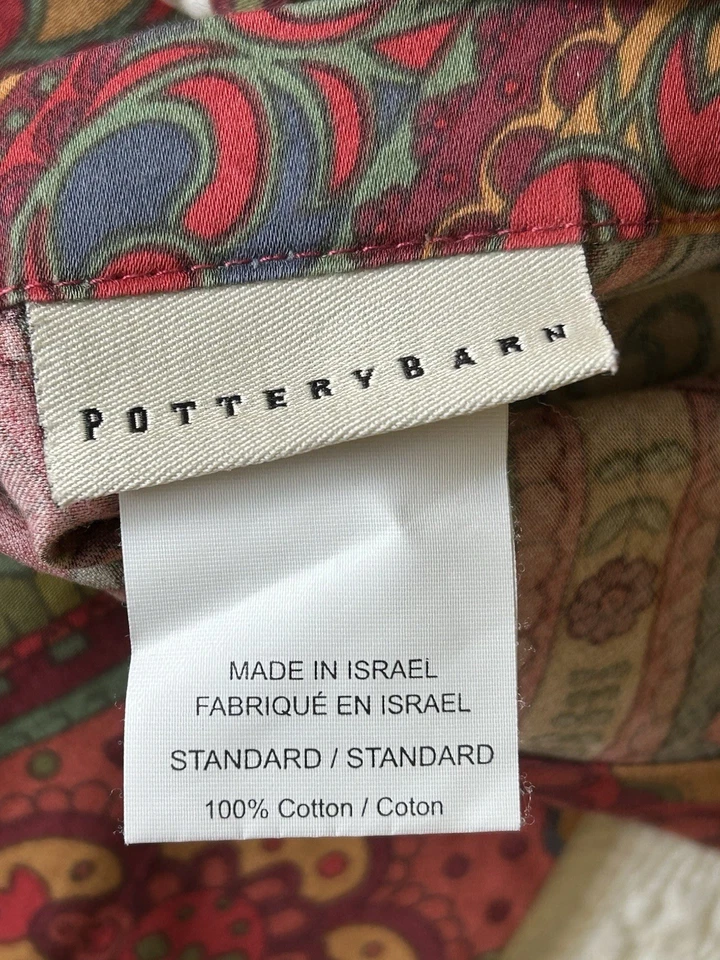 POTTERYBARN
MADE IN ISRAEL
FABRIQUÉ EN ISRAEL
STANDARD / STANDARD
100% Cotton / Coton